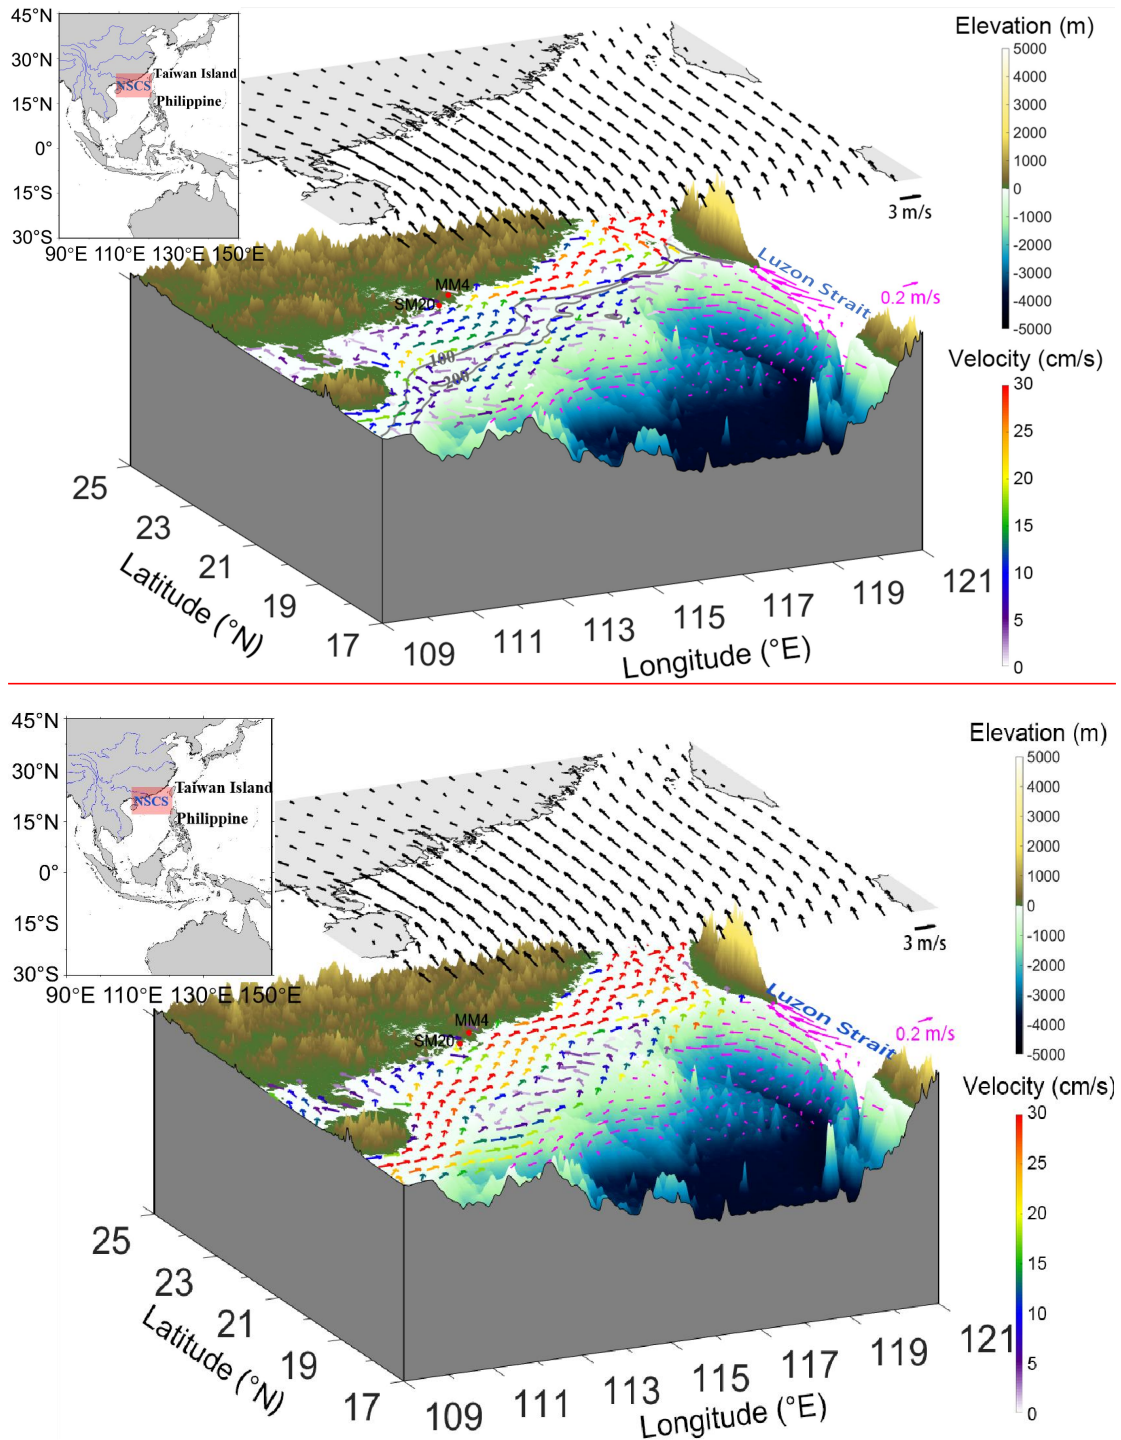 45°N
30°N
15°N
0°
15°S
30°S
90°E 110°E 130°E 150°E
Taiwan Island
NSCS
Philippine
Elevation (m)
5000
4000
3000
2000
1000
0
-1000
-2000
-3000
-4000
-5000
3 m/s
Luzon Strait
0.2 m/s
MM4
SM20
100
200
Velocity (cm/s)
30
25
20
15
10
5
0
25
23
21
19
17
Latitude (°N)
109
111
113
115
117
119
121
Longitude (°E)
45°N
30°N
15°N
0°
15°S
30°S
90°E 110°E 130°E 150°E
Taiwan Island
NSCS
Philippine
Elevation (m)
5000
4000
3000
2000
1000
0
-1000
-2000
-3000
-4000
-5000
3 m/s
Luzon Strait
0.2 m/s
MM4
SM20
Velocity (cm/s)
30
25
20
15
10
5
0
25
23
21
19
17
Latitude (°N)
109
111
113
115
117
119
121
Longitude (°E)